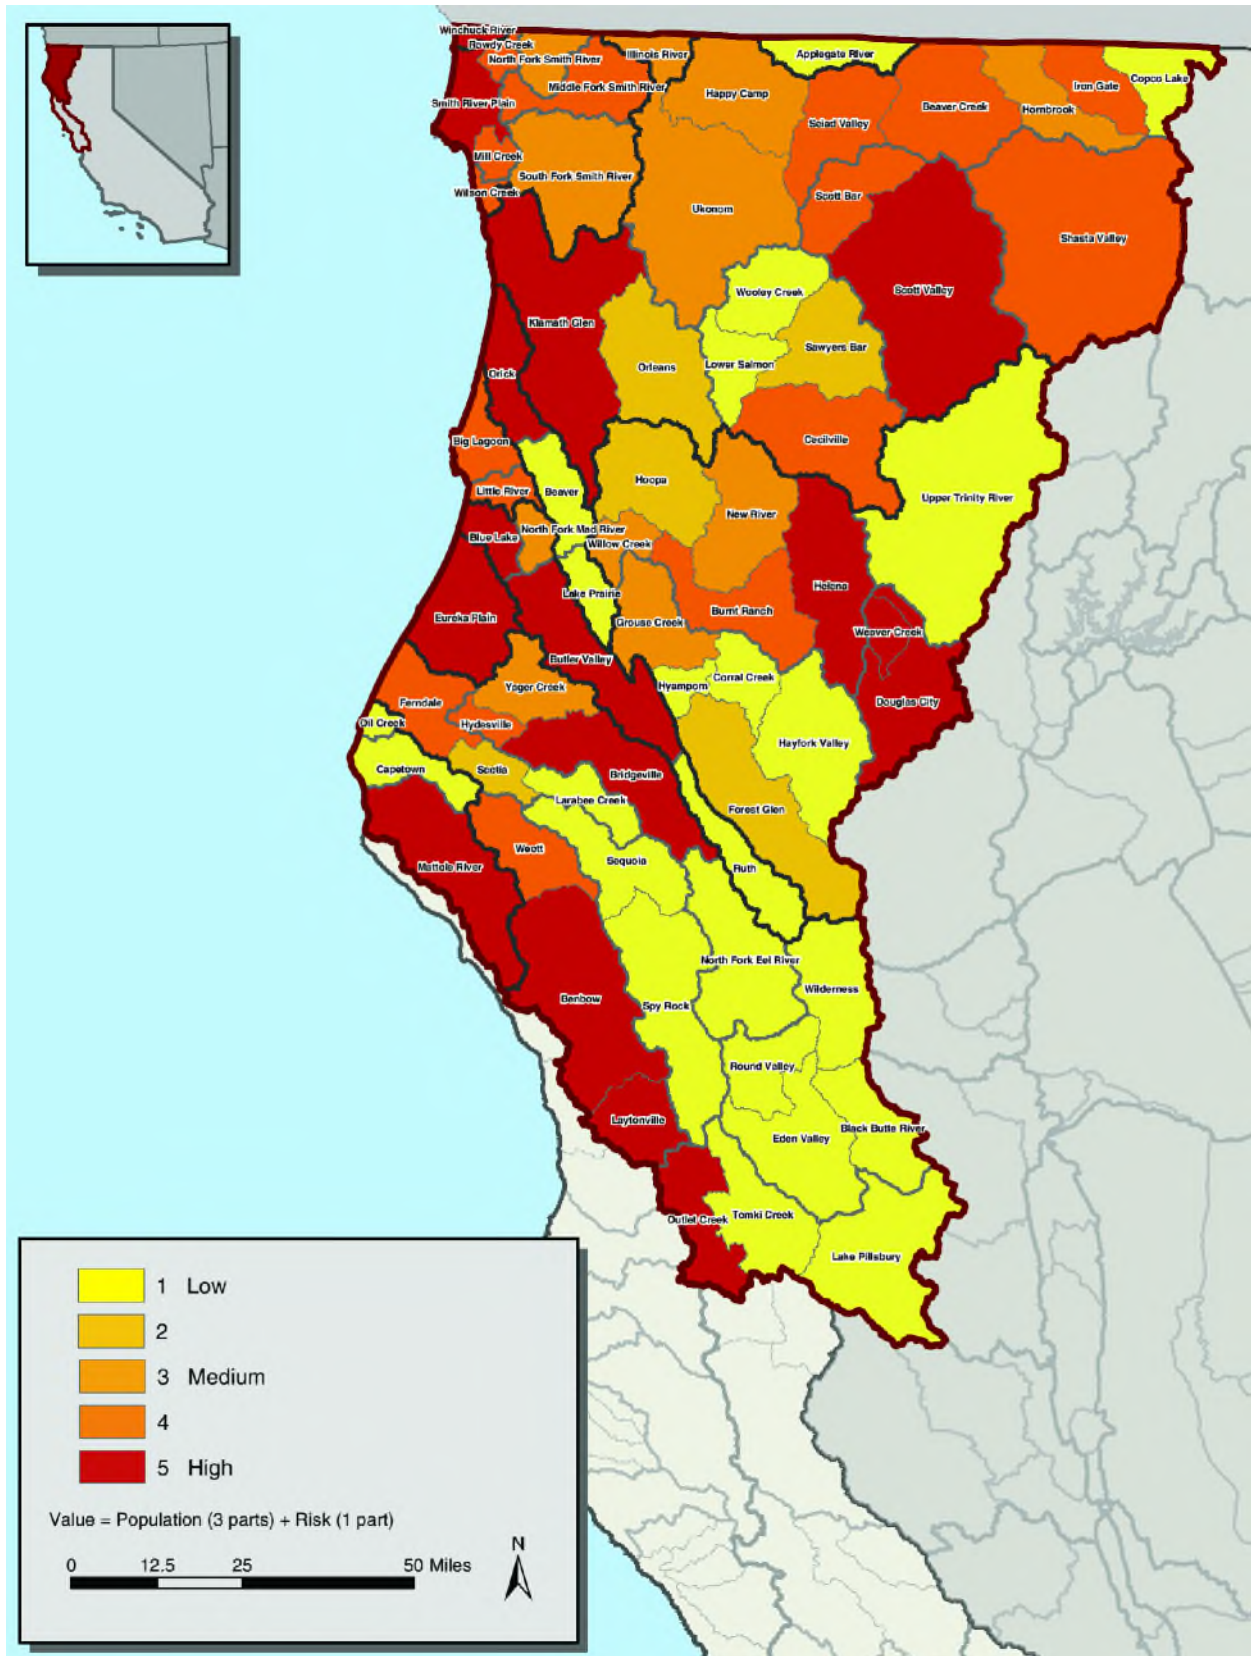 Winchuck River
Rowdy Creek
North Fork Smith River
Illinois River
Applegate River
Copco Lake
Iron Gate
Middle Fork Smith River
Happy Camp
Smith River Plain
Beaver Creek
Hornbrook
Seiad Valley
Mill Creek
South Fork Smith River
Wilson Creek
Scott Bar
Ukonom
Shasta Valley
Wooley Creek
Scott Valley
Klamath Glen
Sawyers Bar
Orleans
Lower Salmon
Orick
Big Lagoon
Cecilville
Hoopa
Little River
Beaver
Upper Trinity River
New River
North Fork Mad River
Blue Lake
Willow Creek
Helena
Lake Prairie
Burnt Ranch
Eureka Plain
Grouse Creek
Weaver Creek
Butler Valley
Corral Creek
Hyampom
Yager Creek
Ferndale
Douglas City
Oil Creek
Hydesville
Hayfork Valley
Capetown
Scotia
Bridgeville
Larabee Creek
Forest Glen
Weott
Sequoia
Mattole River
Ruth
North Fork Eel River
Wilderness
Benbow
Spy Rock
Round Valley
Laytonville
Black Butte River
Eden Valley
Outlet Creek
Tomki Creek
Lake Pillsbury
1 Low
2
3 Medium
4
5 High
Value = Population (3 parts) + Risk (1 part)
0 12.5 25 50 Miles
N